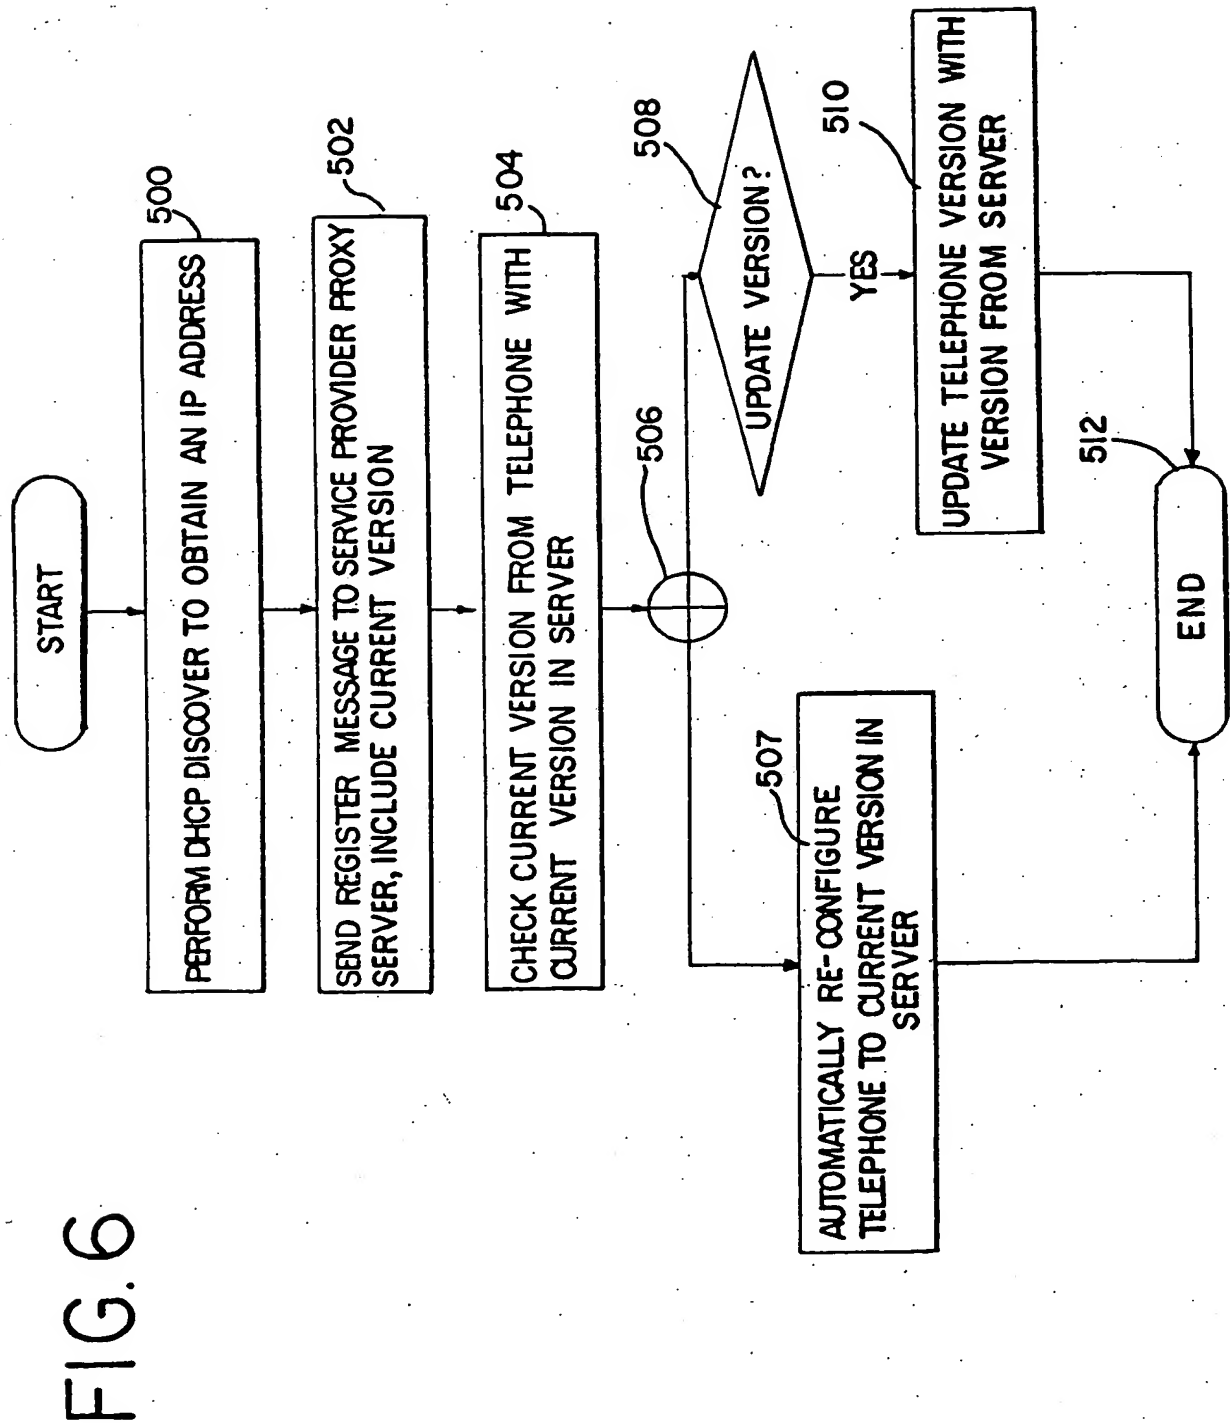 FIG. 6
START
500
PERFORM DHCP DISCOVER TO OBTAIN AN IP ADDRESS
502
SEND REGISTER MESSAGE TO SERVICE PROVIDER PROXY
SERVER, INCLUDE CURRENT VERSION
504
CHECK CURRENT VERSION FROM TELEPHONE WITH
CURRENT VERSION IN SERVER
506
507
AUTOMATICALLY RE-CONFIGURE
TELEPHONE TO CURRENT VERSION IN
SERVER
508
UPDATE VERSION?
YES
510
UPDATE TELEPHONE VERSION WITH
VERSION FROM SERVER
512
END